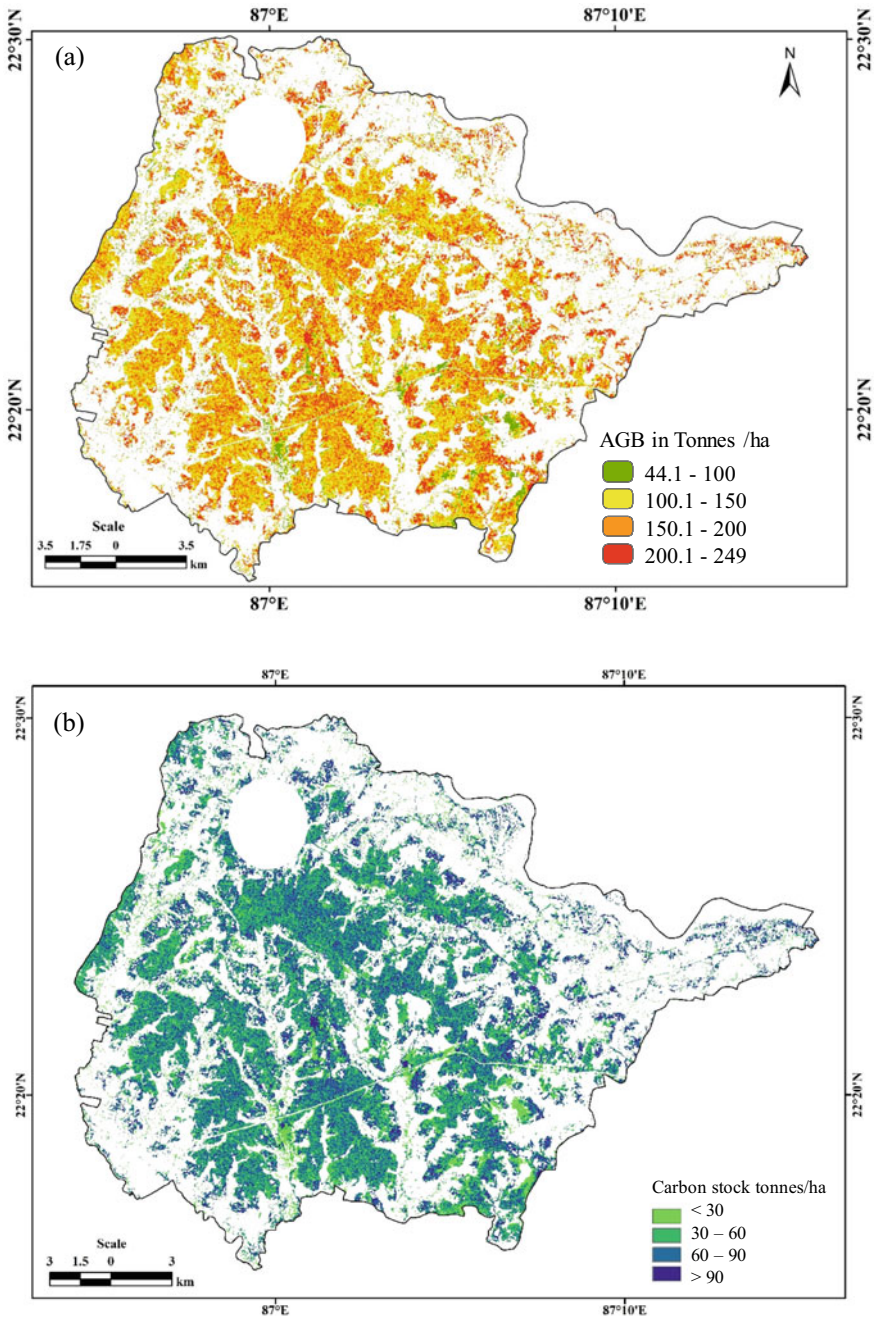 87°E 87°10'E
22°30'N 22°30'N
(a)
N
22°20'N 22°20'N
AGB in Tonnes /ha
44.1 - 100
100.1 - 150
150.1 - 200
200.1 - 249
Scale
3.5 1.75 0 3.5
km
87°E 87°10'E
87°E 87°10'E
22°30'N 22°30'N
(b)
22°20'N 22°20'N
Carbon stock tonnes/ha
< 30
30 – 60
60 – 90
> 90
Scale
3 1.5 0 3
km
87°E 87°10'E